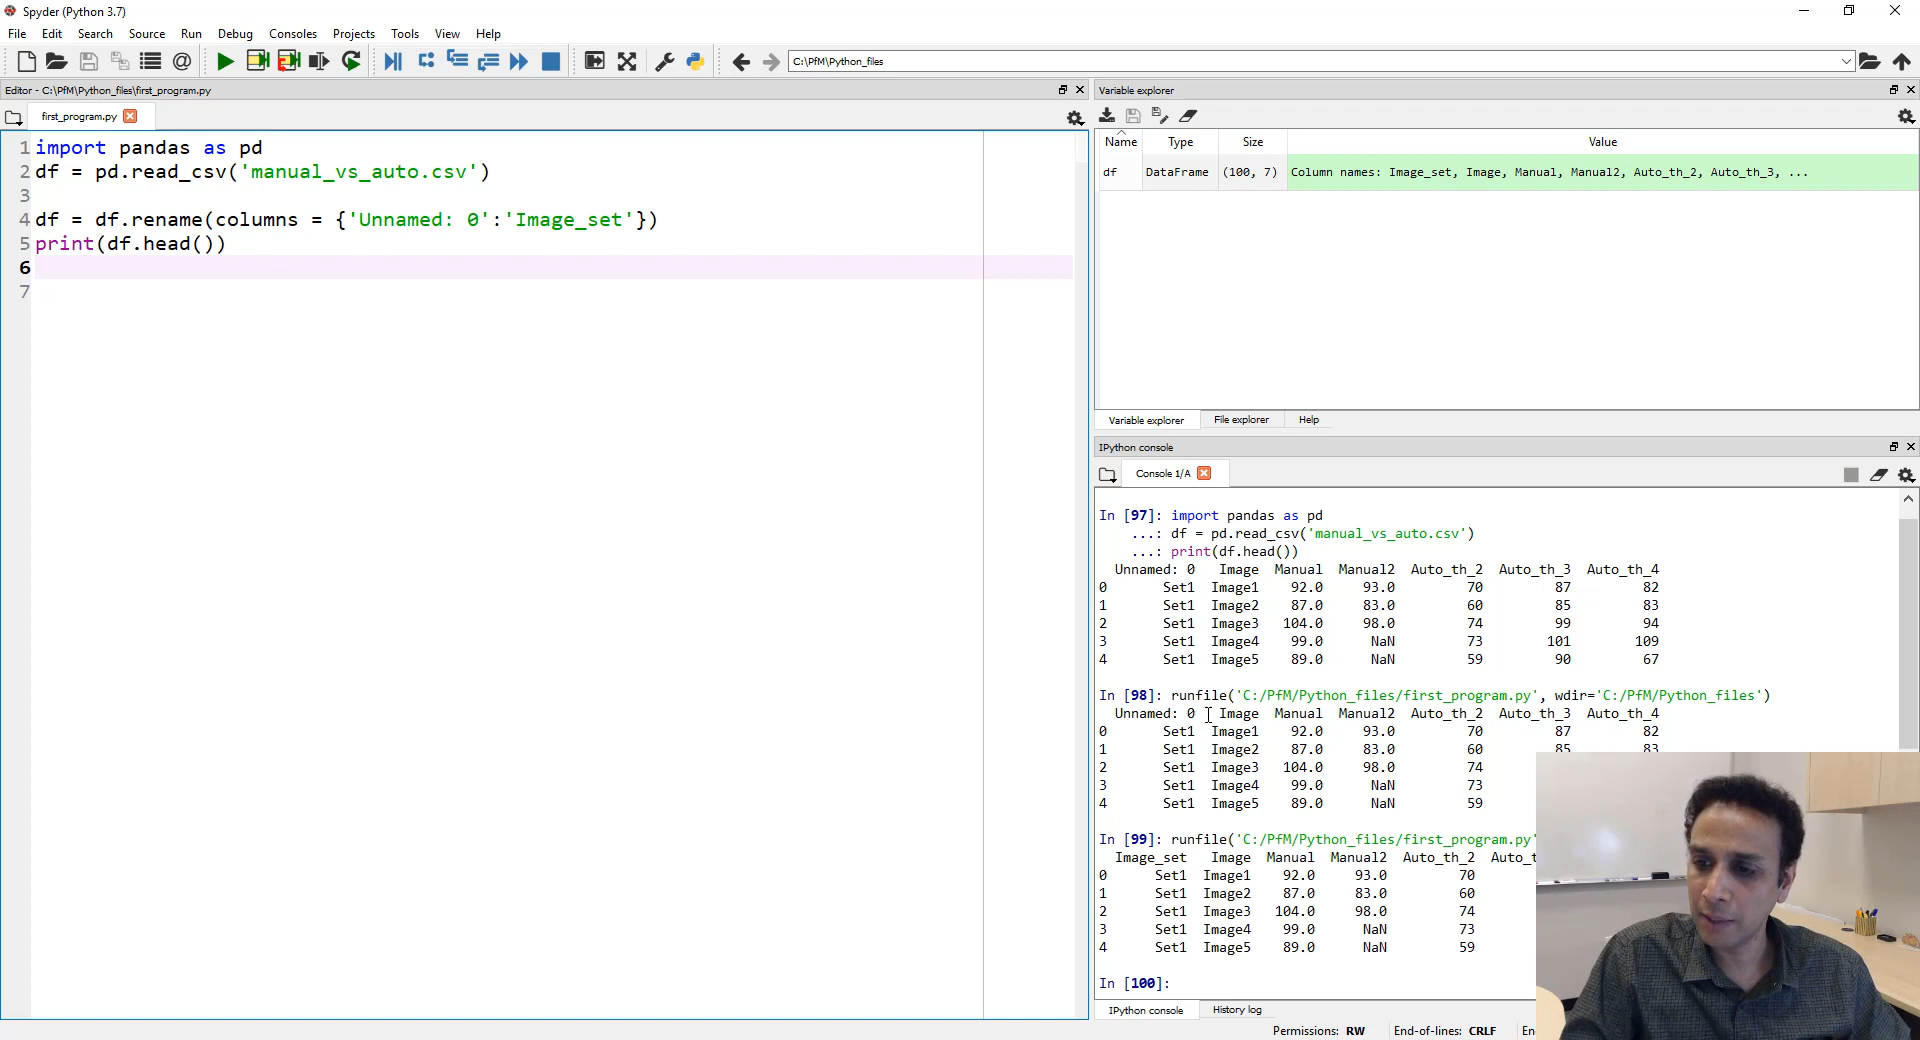 Spyder (Python 3.7)
File Edit Search Source Run Debug Consoles Projects Tools View Help
C:\PfM\Python_files
Editor - C:\PfM\Python_files\first_program.py
first_program.py
1 import pandas as pd
2 df = pd.read_csv('manual_vs_auto.csv')
3
4 df = df.rename(columns = {'Unnamed: 0':'Image_set'})
5 print(df.head())
6
7
Variable explorer
Name Type Size Value
df DataFrame (100, 7) Column names: Image_set, Image, Manual, Manual2, Auto_th_2, Auto_th_3, ...
Variable explorer File explorer Help
IPython console
Console 1/A
In [97]: import pandas as pd
...: df = pd.read_csv('manual_vs_auto.csv')
...: print(df.head())
Unnamed: 0 Image Manual Manual2 Auto_th_2 Auto_th_3 Auto_th_4
0 Set1 Image1 92.0 93.0 70 87 82
1 Set1 Image2 87.0 83.0 60 85 83
2 Set1 Image3 104.0 98.0 74 99 94
3 Set1 Image4 99.0 NaN 73 101 109
4 Set1 Image5 89.0 NaN 59 90 67
In [98]: runfile('C:/PfM/Python_files/first_program.py', wdir='C:/PfM/Python_files')
Unnamed: 0 Image Manual Manual2 Auto_th_2 Auto_th_3 Auto_th_4
0 Set1 Image1 92.0 93.0 70 87 82
1 Set1 Image2 87.0 83.0 60 85 83
2 Set1 Image3 104.0 98.0 74
3 Set1 Image4 99.0 NaN 73
4 Set1 Image5 89.0 NaN 59
In [99]: runfile('C:/PfM/Python_files/first_program.py'
Image_set Image Manual Manual2 Auto_th_2 Auto_t
0 Set1 Image1 92.0 93.0 70
1 Set1 Image2 87.0 83.0 60
2 Set1 Image3 104.0 98.0 74
3 Set1 Image4 99.0 NaN 73
4 Set1 Image5 89.0 NaN 59
In [100]:
IPython console History log
Permissions: RW End-of-lines: CRLF